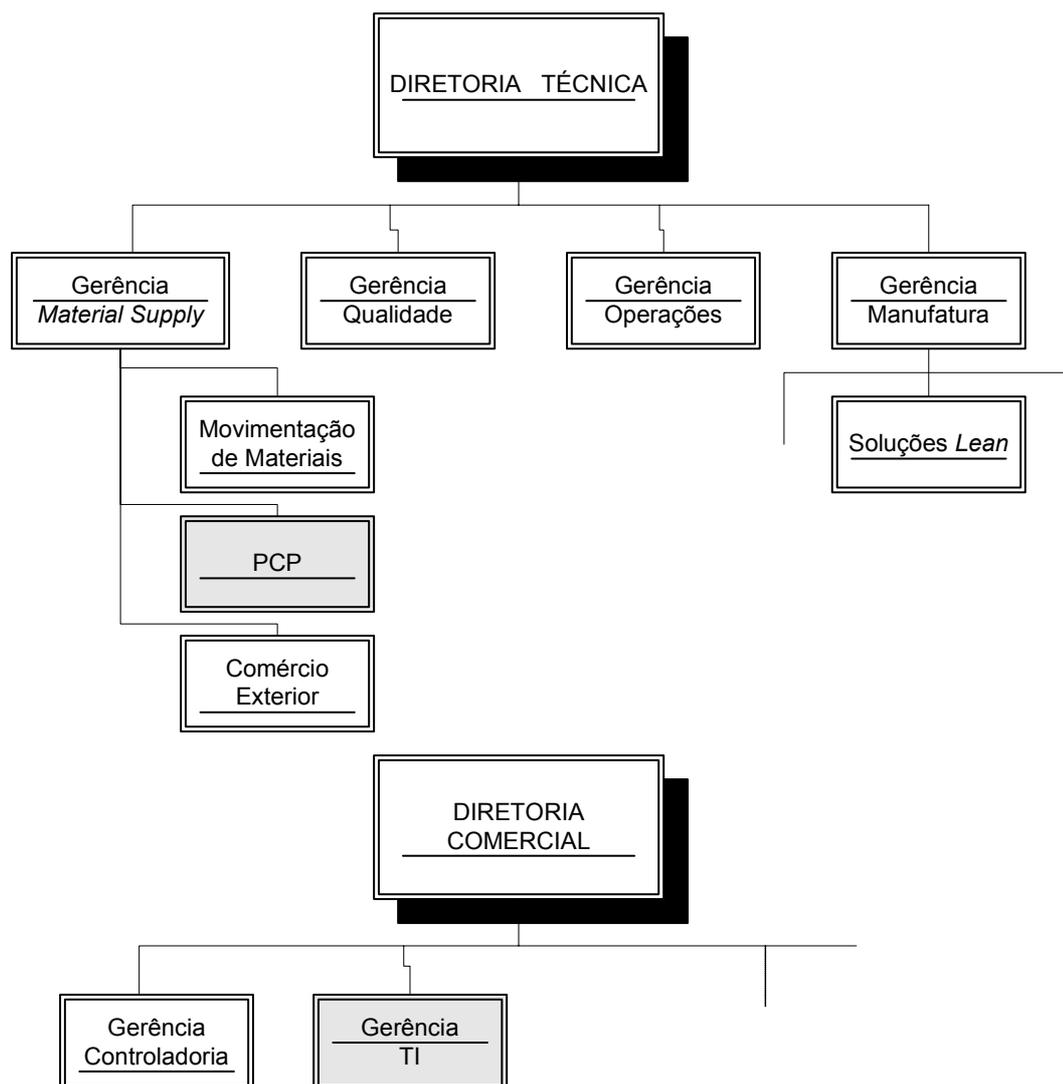 DIRETORIA TÉCNICA
Gerência
Material Supply
Gerência
Qualidade
Gerência
Operações
Gerência
Manufatura
Movimentação
de Materiais
Soluções Lean
PCP
Comércio
Exterior
DIRETORIA
COMERCIAL
Gerência
Controladoria
Gerência
TI